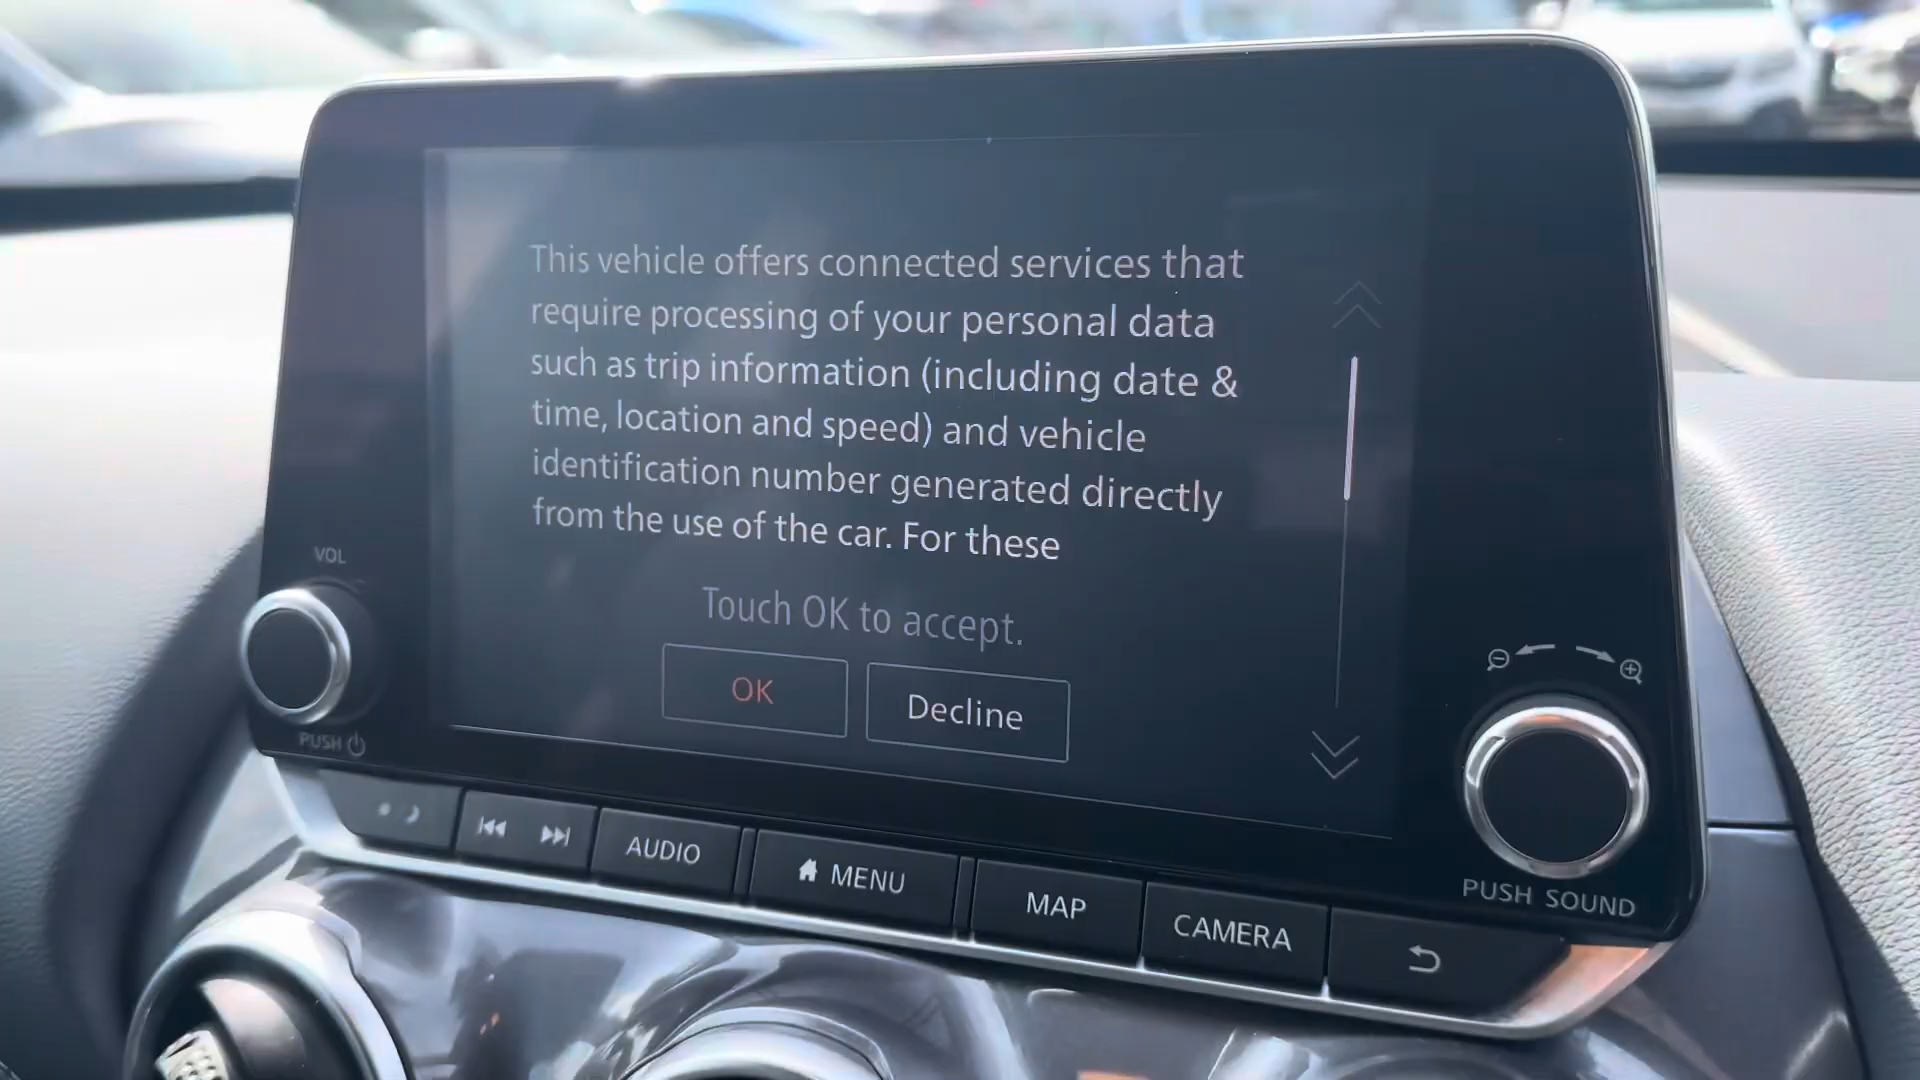 This vehicle offers connected services that
require processing of your personal data
such as trip information (including date &
time, location and speed) and vehicle
identification number generated directly
from the use of the car. For these
Touch OK to accept.
OK
Decline
VOL
PUSH
AUDIO
MENU
MAP
CAMERA
PUSH SOUND